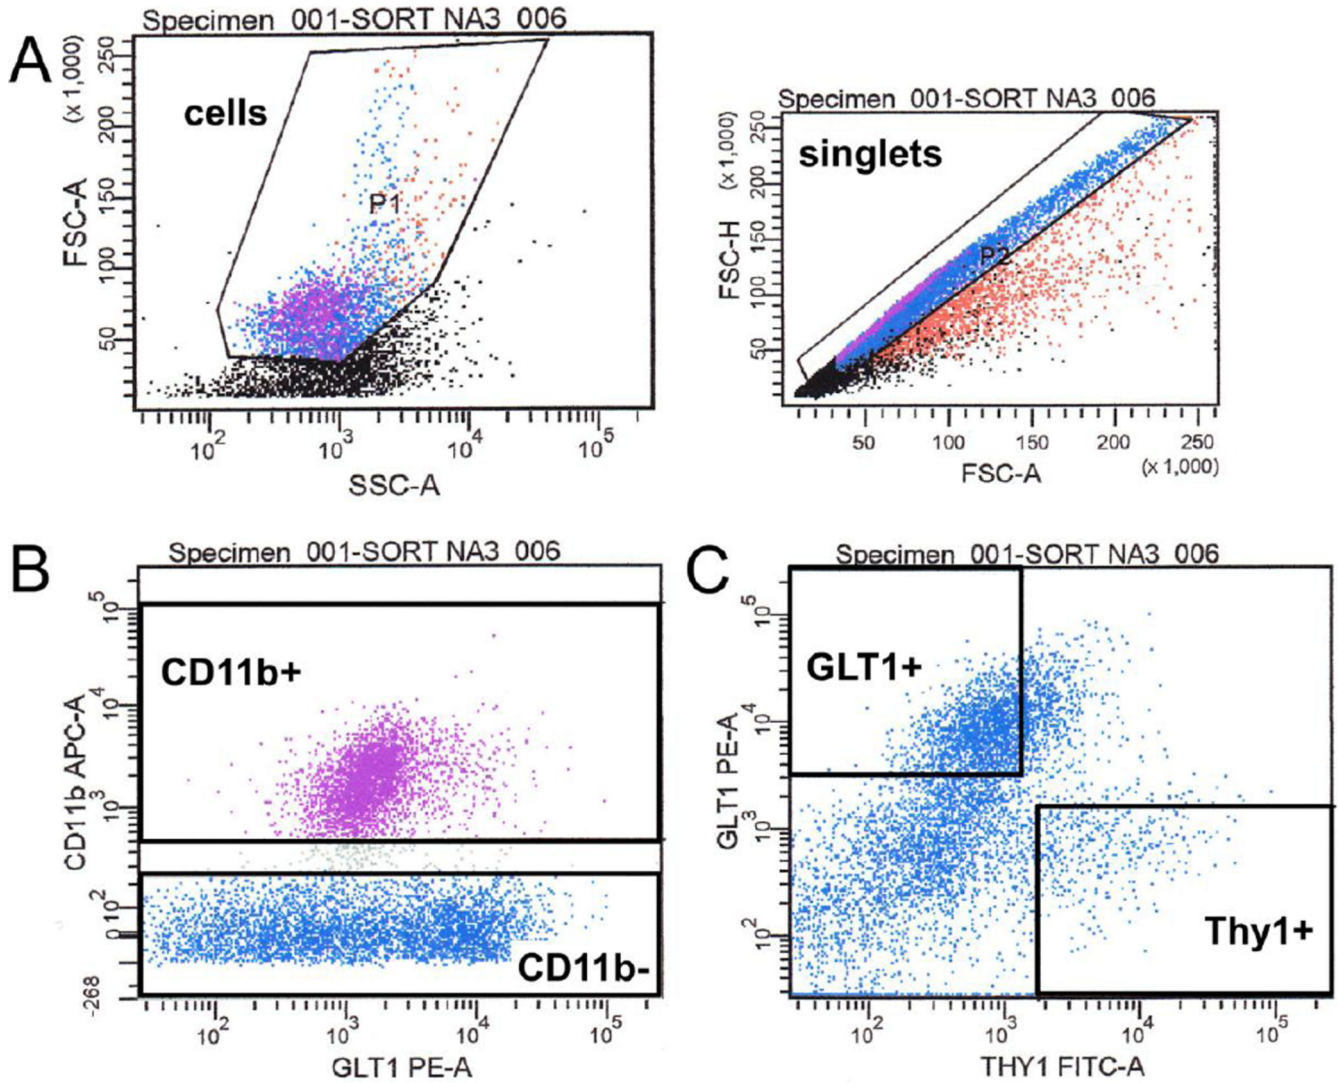 A
Specimen 001-SORT NA3 006
cells
P1
FSC-A (x 1,000)
50 100 150 200 250
10^2 10^3 10^4 10^5
SSC-A
Specimen 001-SORT NA3 006
singlets
P2
FSC-H (x 1,000)
50 100 150 200 250
50 100 150 200 250
FSC-A (x 1,000)
B
Specimen 001-SORT NA3 006
CD11b+
CD11b-
CD11b APC-A
-268 0 10^2 10^3 10^4 10^5
10^2 10^3 10^4 10^5
GLT1 PE-A
C
Specimen 001-SORT NA3 006
GLT1+
Thy1+
GLT1 PE-A
10^2 10^3 10^4 10^5
10^2 10^3 10^4 10^5
THY1 FITC-A